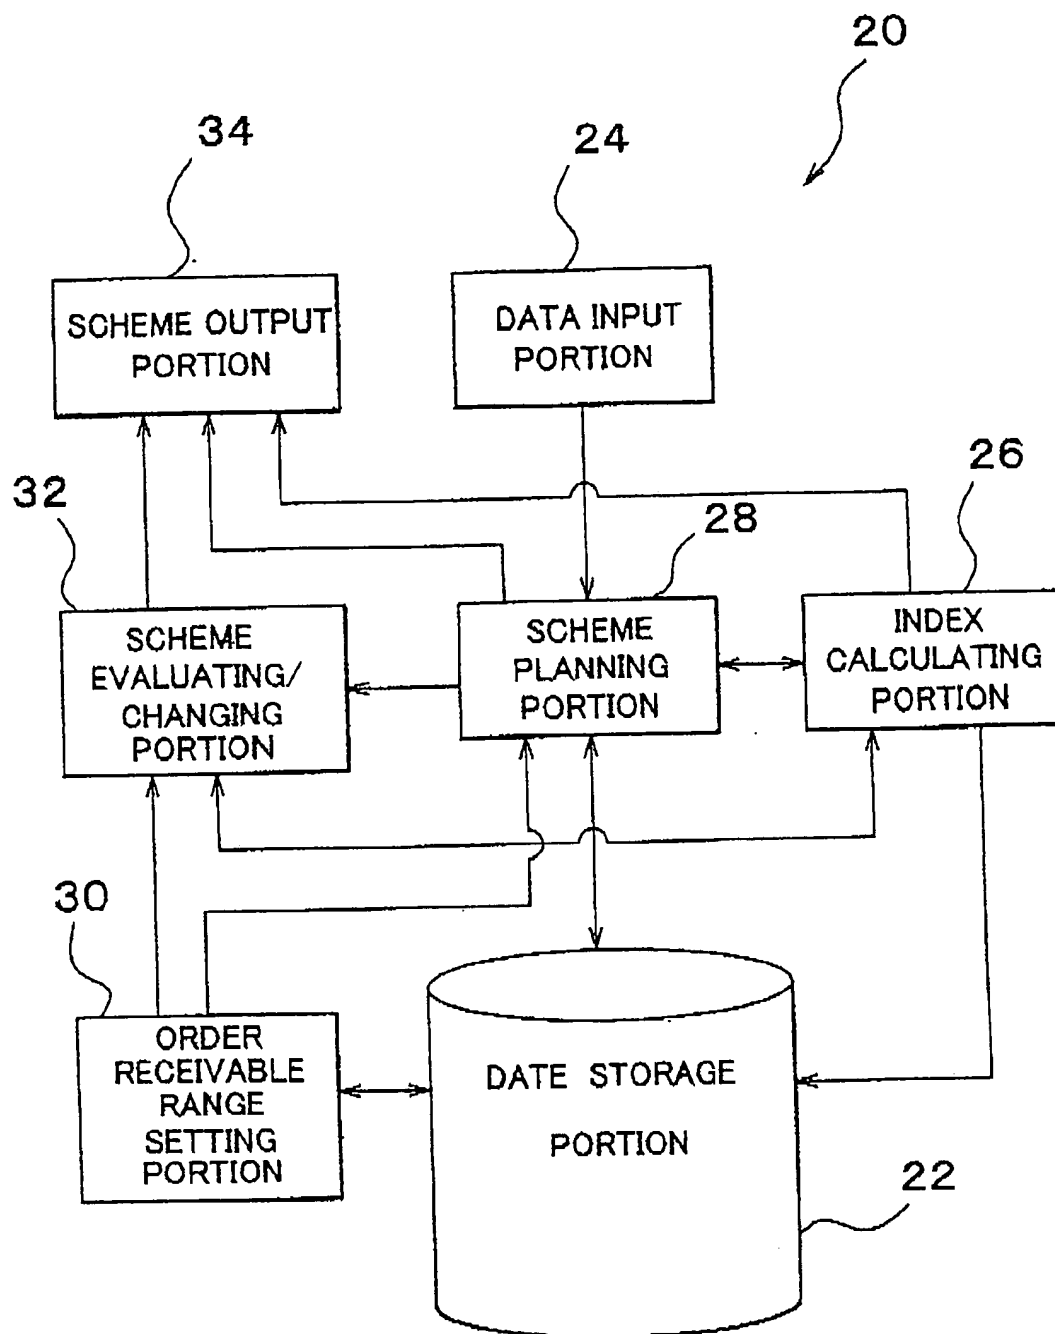 20
34
24
SCHEME OUTPUT
PORTION
DATA INPUT
PORTION
32
28
26
SCHEME
EVALUATING/
CHANGING
PORTION
SCHEME
PLANNING
PORTION
INDEX
CALCULATING
PORTION
30
ORDER
RECEIVABLE
RANGE
SETTING
PORTION
DATE STORAGE
PORTION
22